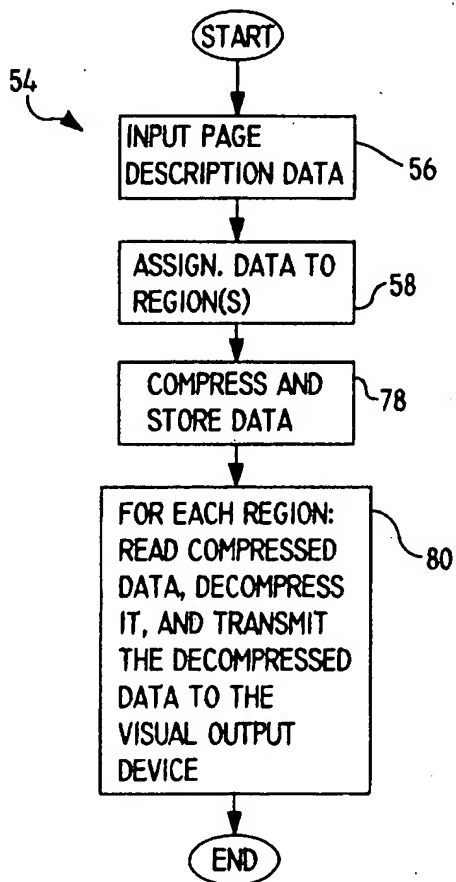 START
54
INPUT PAGE
DESCRIPTION DATA
56
ASSIGN. DATA TO
REGION(S)
58
COMPRESS AND
STORE DATA
78
FOR EACH REGION:
READ COMPRESSED
DATA, DECOMPRESS
IT, AND TRANSMIT
THE DECOMPRESSED
DATA TO THE
VISUAL OUTPUT
DEVICE
80
END